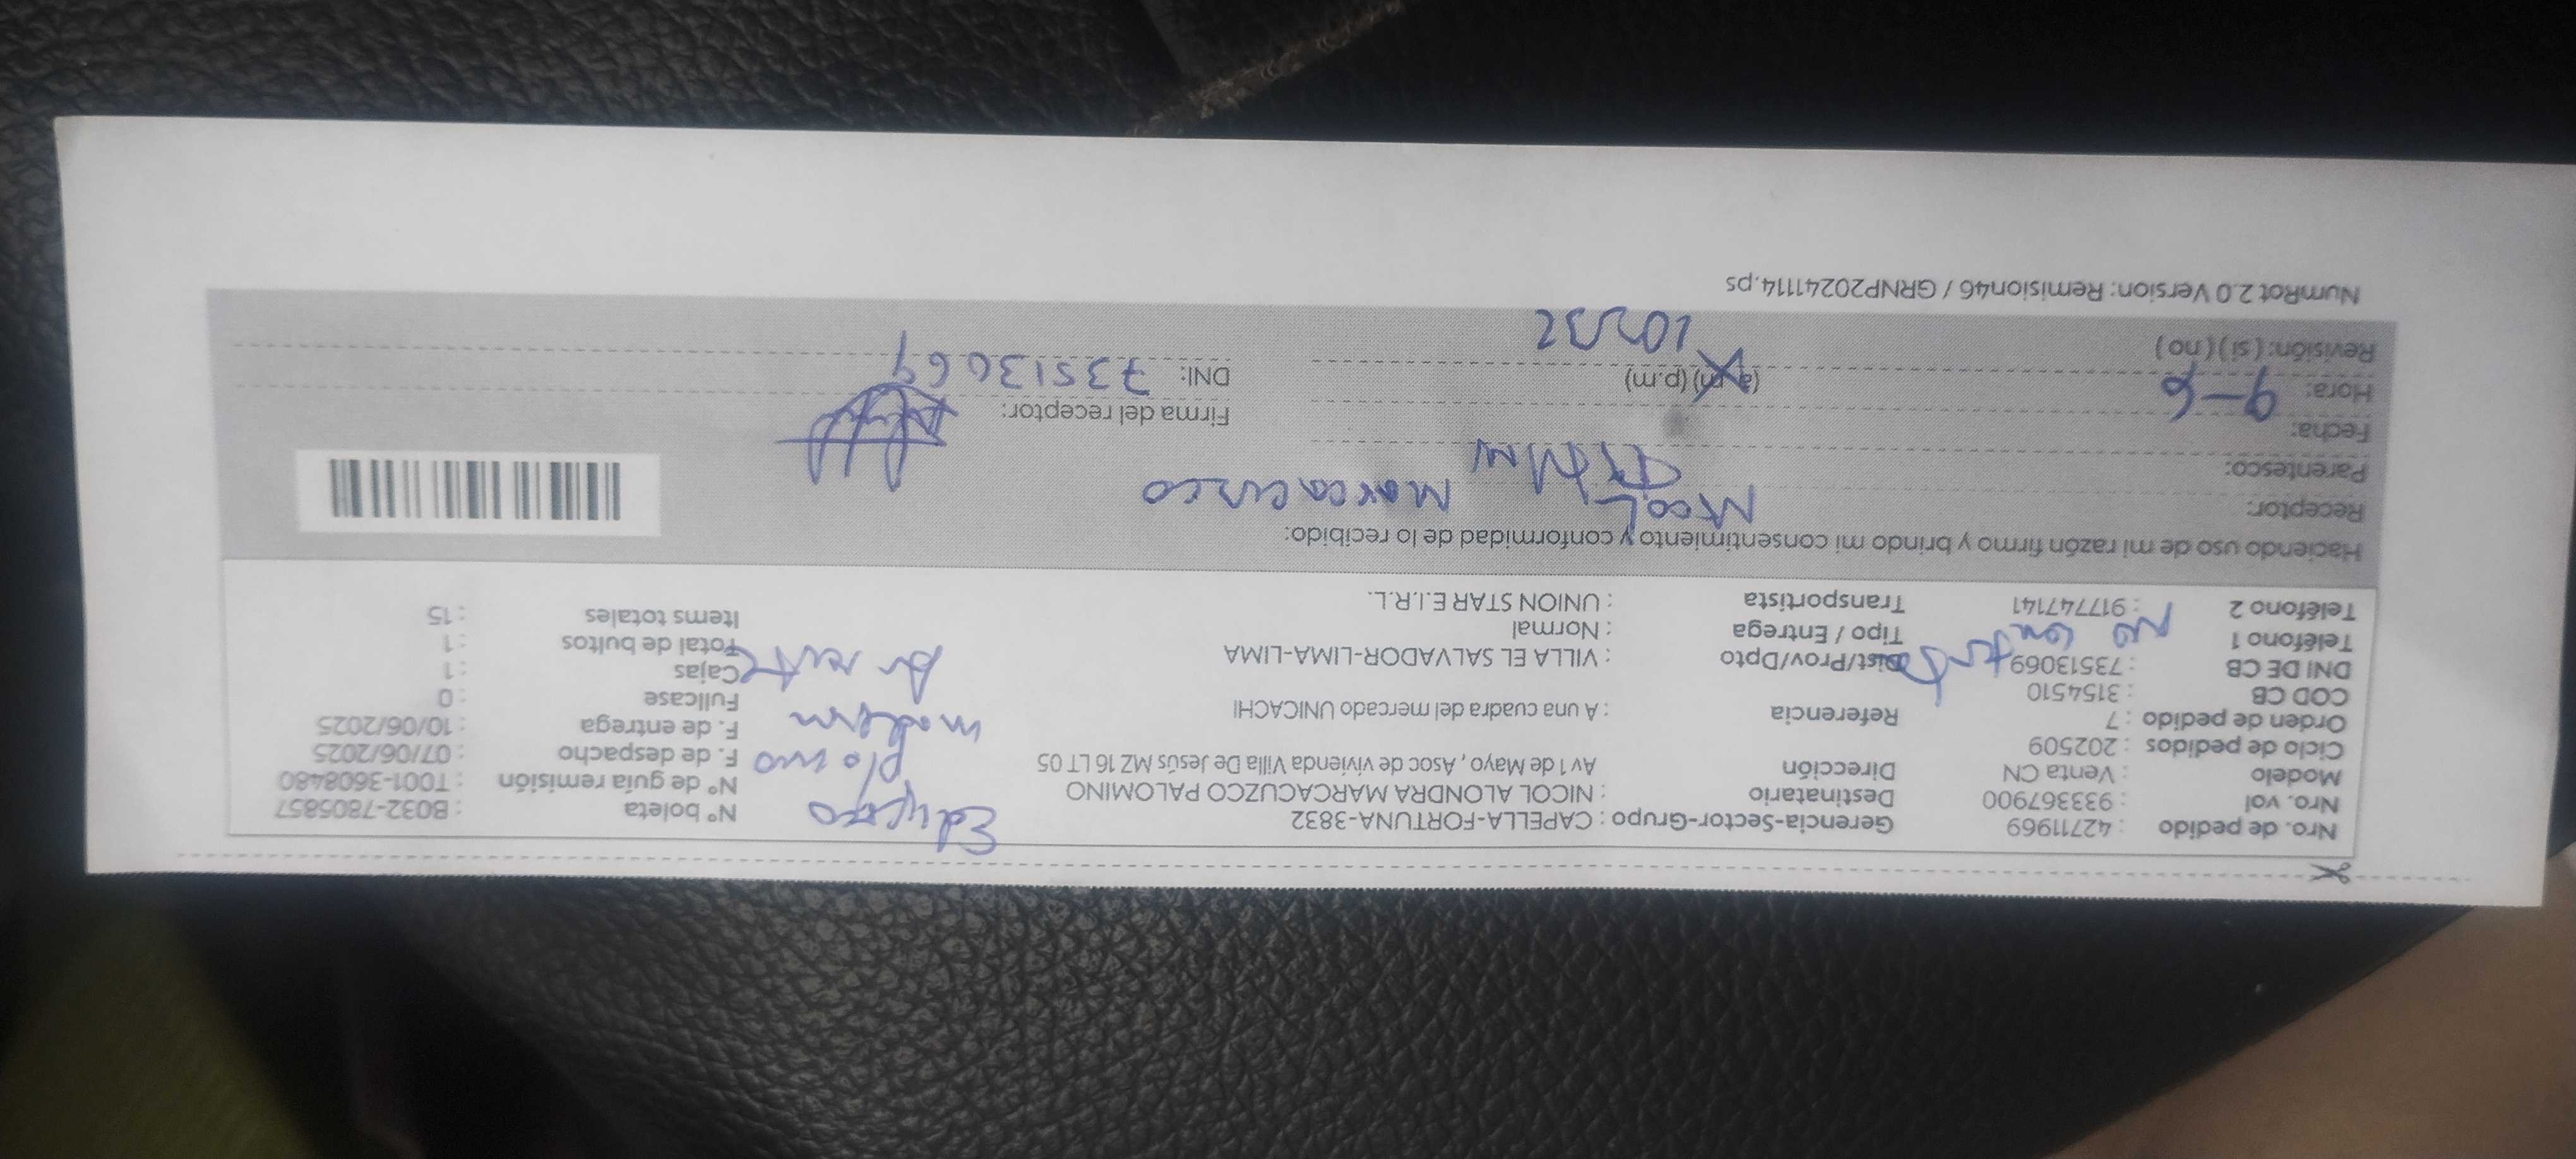 Nro. de pedido : 42711969 Gerencia-Sector-Grupo : CAPELLA-FORTUNA-3832 Nº boleta : B032-7805857
Nro. vol : 933367900 Destinatario : NICOL ALONDRA MARCACUZCO PALOMINO Nº de guía remisión : T001-3608480
Modelo : Venta CN Dirección Av 1 de Mayo , Asoc de vivienda Villa De Jesús MZ 16 LT 05 F. de despacho : 07/06/2025
Ciclo de pedidos : 202509 Referencia : A una cuadra del mercado UNICACHI F. de entrega : 10/06/2025
Orden de pedido : 7 Dist/Prov/Dpto : VILLA EL SALVADOR-LIMA-LIMA Fullcase : 0
COD CB : 3154510 Tipo / Entrega : Normal Cajas : 1
DNI DE CB : 73513069 Transportista : UNION STAR E.I.R.L. Total de bultos : 1
Teléfono 1 Items totales : 15
Teléfono 2 : 917747141
No
Haciendo uso de mi razón firmo y brindo mi consentimiento y conformidad de lo recibido:
Receptor: Nicol Marcacuzco
Parentesco:
Fecha: 9-6 Firma del receptor:
Hora: (a.m) (p.m) DNI: 73513069
Revisión: ( si ) ( no )
NumRot 2.0 Version: Remision46 / GRNP20241114.ps